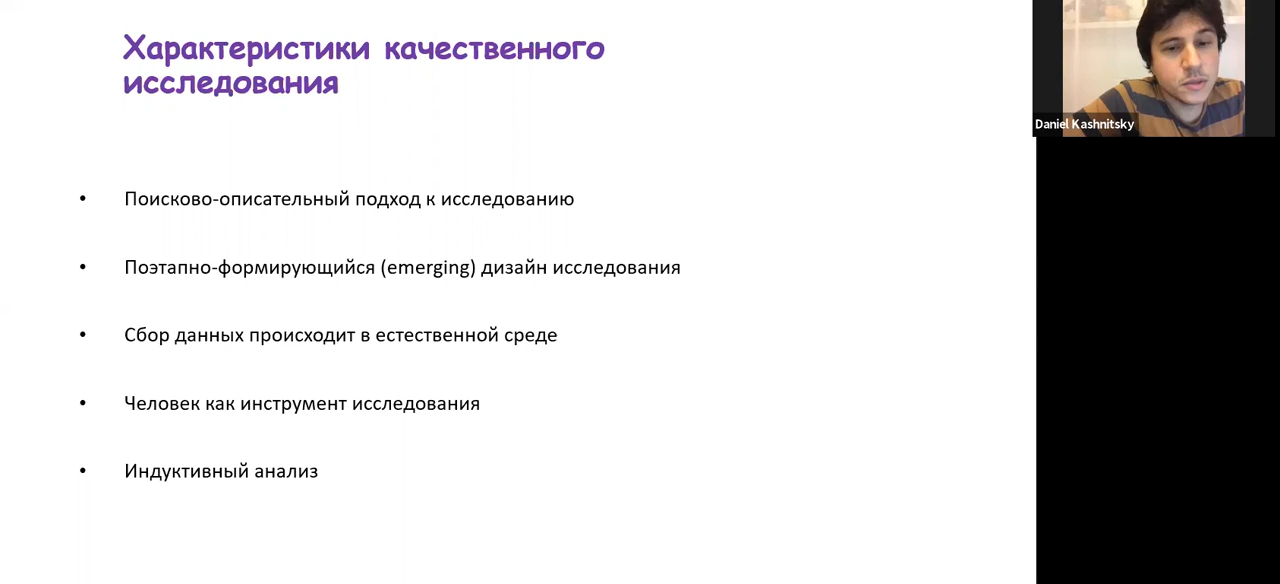 Характеристики качественного
исследования
• Поисково-описательный подход к исследованию
• Поэтапно-формирующийся (emerging) дизайн исследования
• Сбор данных происходит в естественной среде
• Человек как инструмент исследования
• Индуктивный анализ
Daniel Kashnitsky